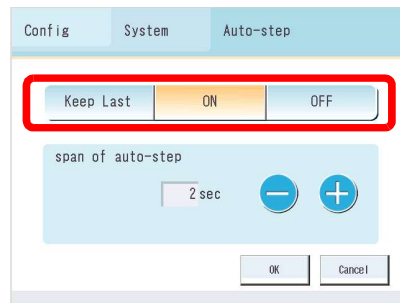 Config System Auto-step
Keep Last ON OFF
span of auto-step
2 sec
OK Cancel